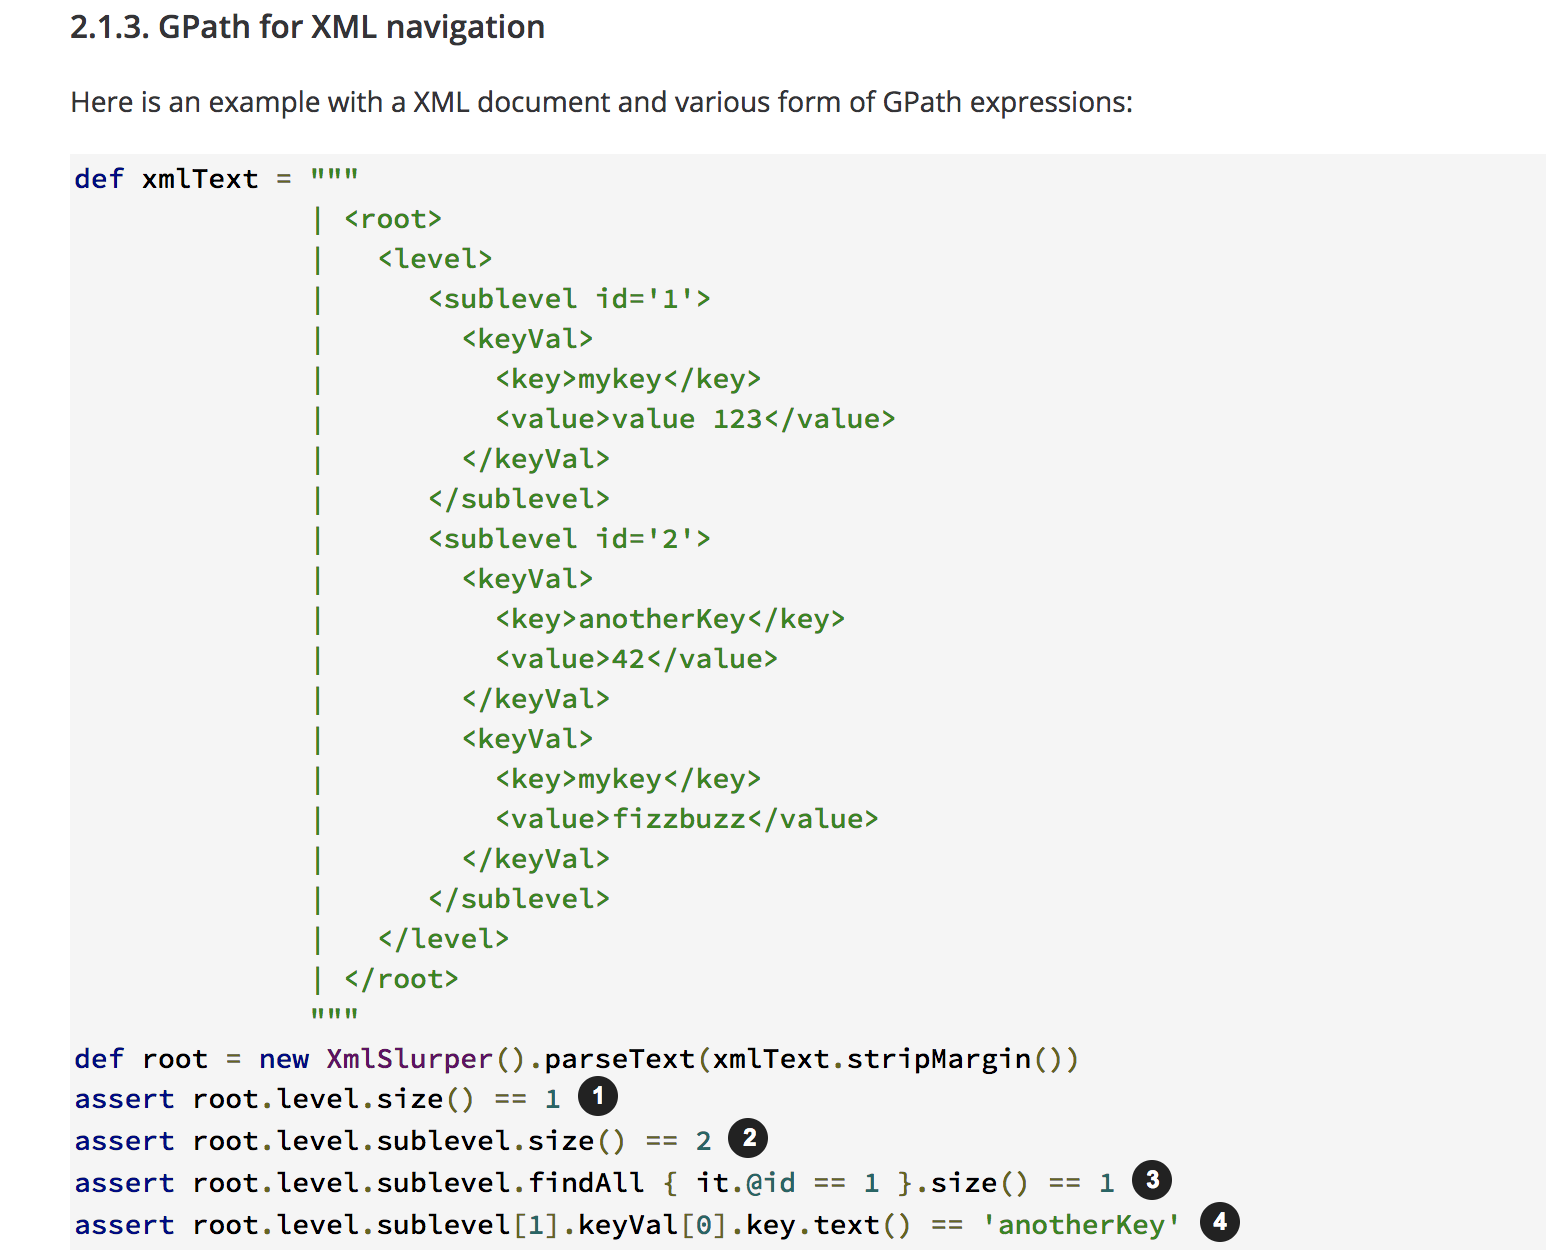 2.1.3. GPath for XML navigation
Here is an example with a XML document and various form of GPath expressions:
def xmlText = """
              | <root>
              |   <level>
              |      <sublevel id='1'>
              |        <keyVal>
              |          <key>mykey</key>
              |          <value>value 123</value>
              |        </keyVal>
              |      </sublevel>
              |      <sublevel id='2'>
              |        <keyVal>
              |          <key>anotherKey</key>
              |          <value>42</value>
              |        </keyVal>
              |        <keyVal>
              |          <key>mykey</key>
              |          <value>fizzbuzz</value>
              |        </keyVal>
              |      </sublevel>
              |   </level>
              | </root>
              """
def root = new XmlSlurper().parseText(xmlText.stripMargin())
assert root.level.size() == 1 1
assert root.level.sublevel.size() == 2 2
assert root.level.sublevel.findAll { it.@id == 1 }.size() == 1 3
assert root.level.sublevel[1].keyVal[0].key.text() == 'anotherKey' 4